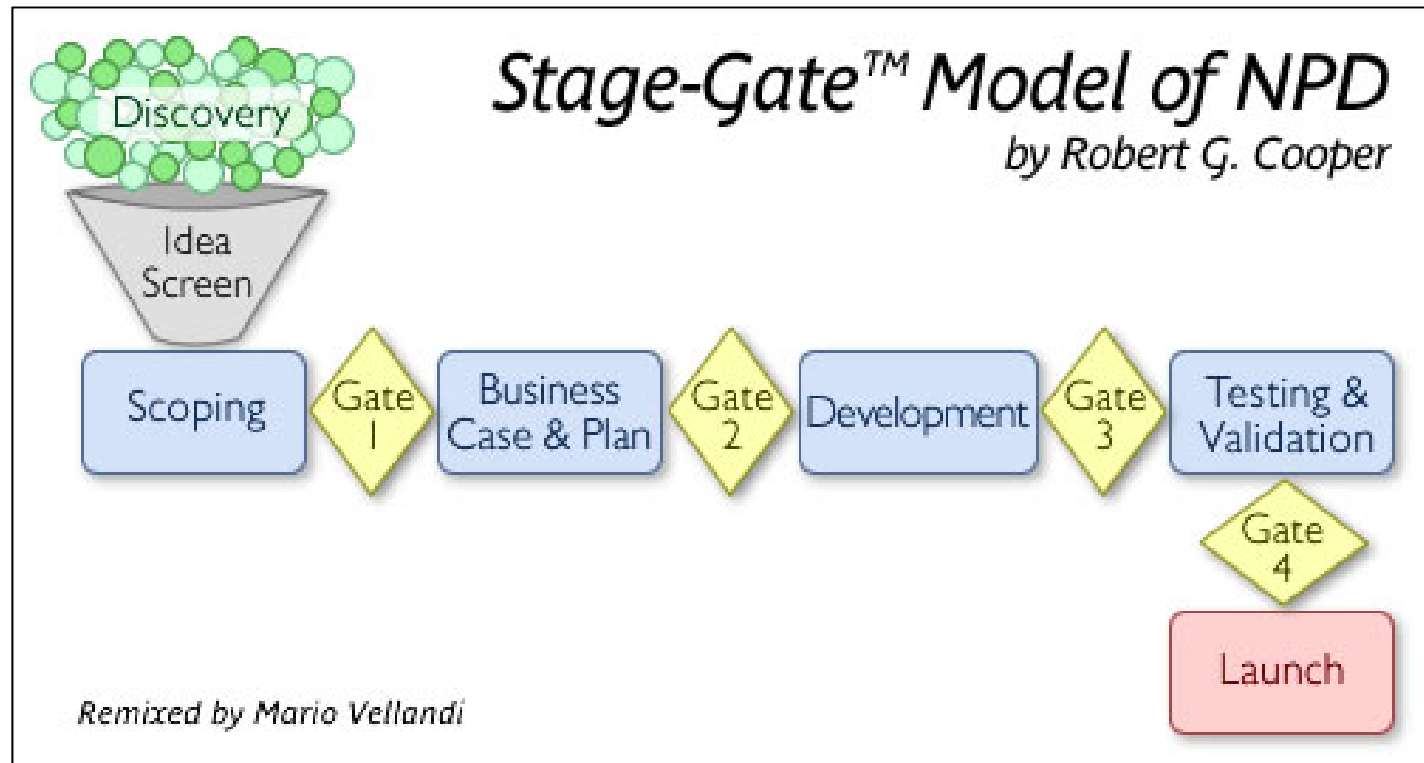 Stage-Gate™ Model of NPD
by Robert G. Cooper
Discovery
Idea
Screen
Scoping
Gate
1
Business
Case & Plan
Gate
2
Development
Gate
3
Testing &
Validation
Gate
4
Launch
Remixed by Mario Vellandi